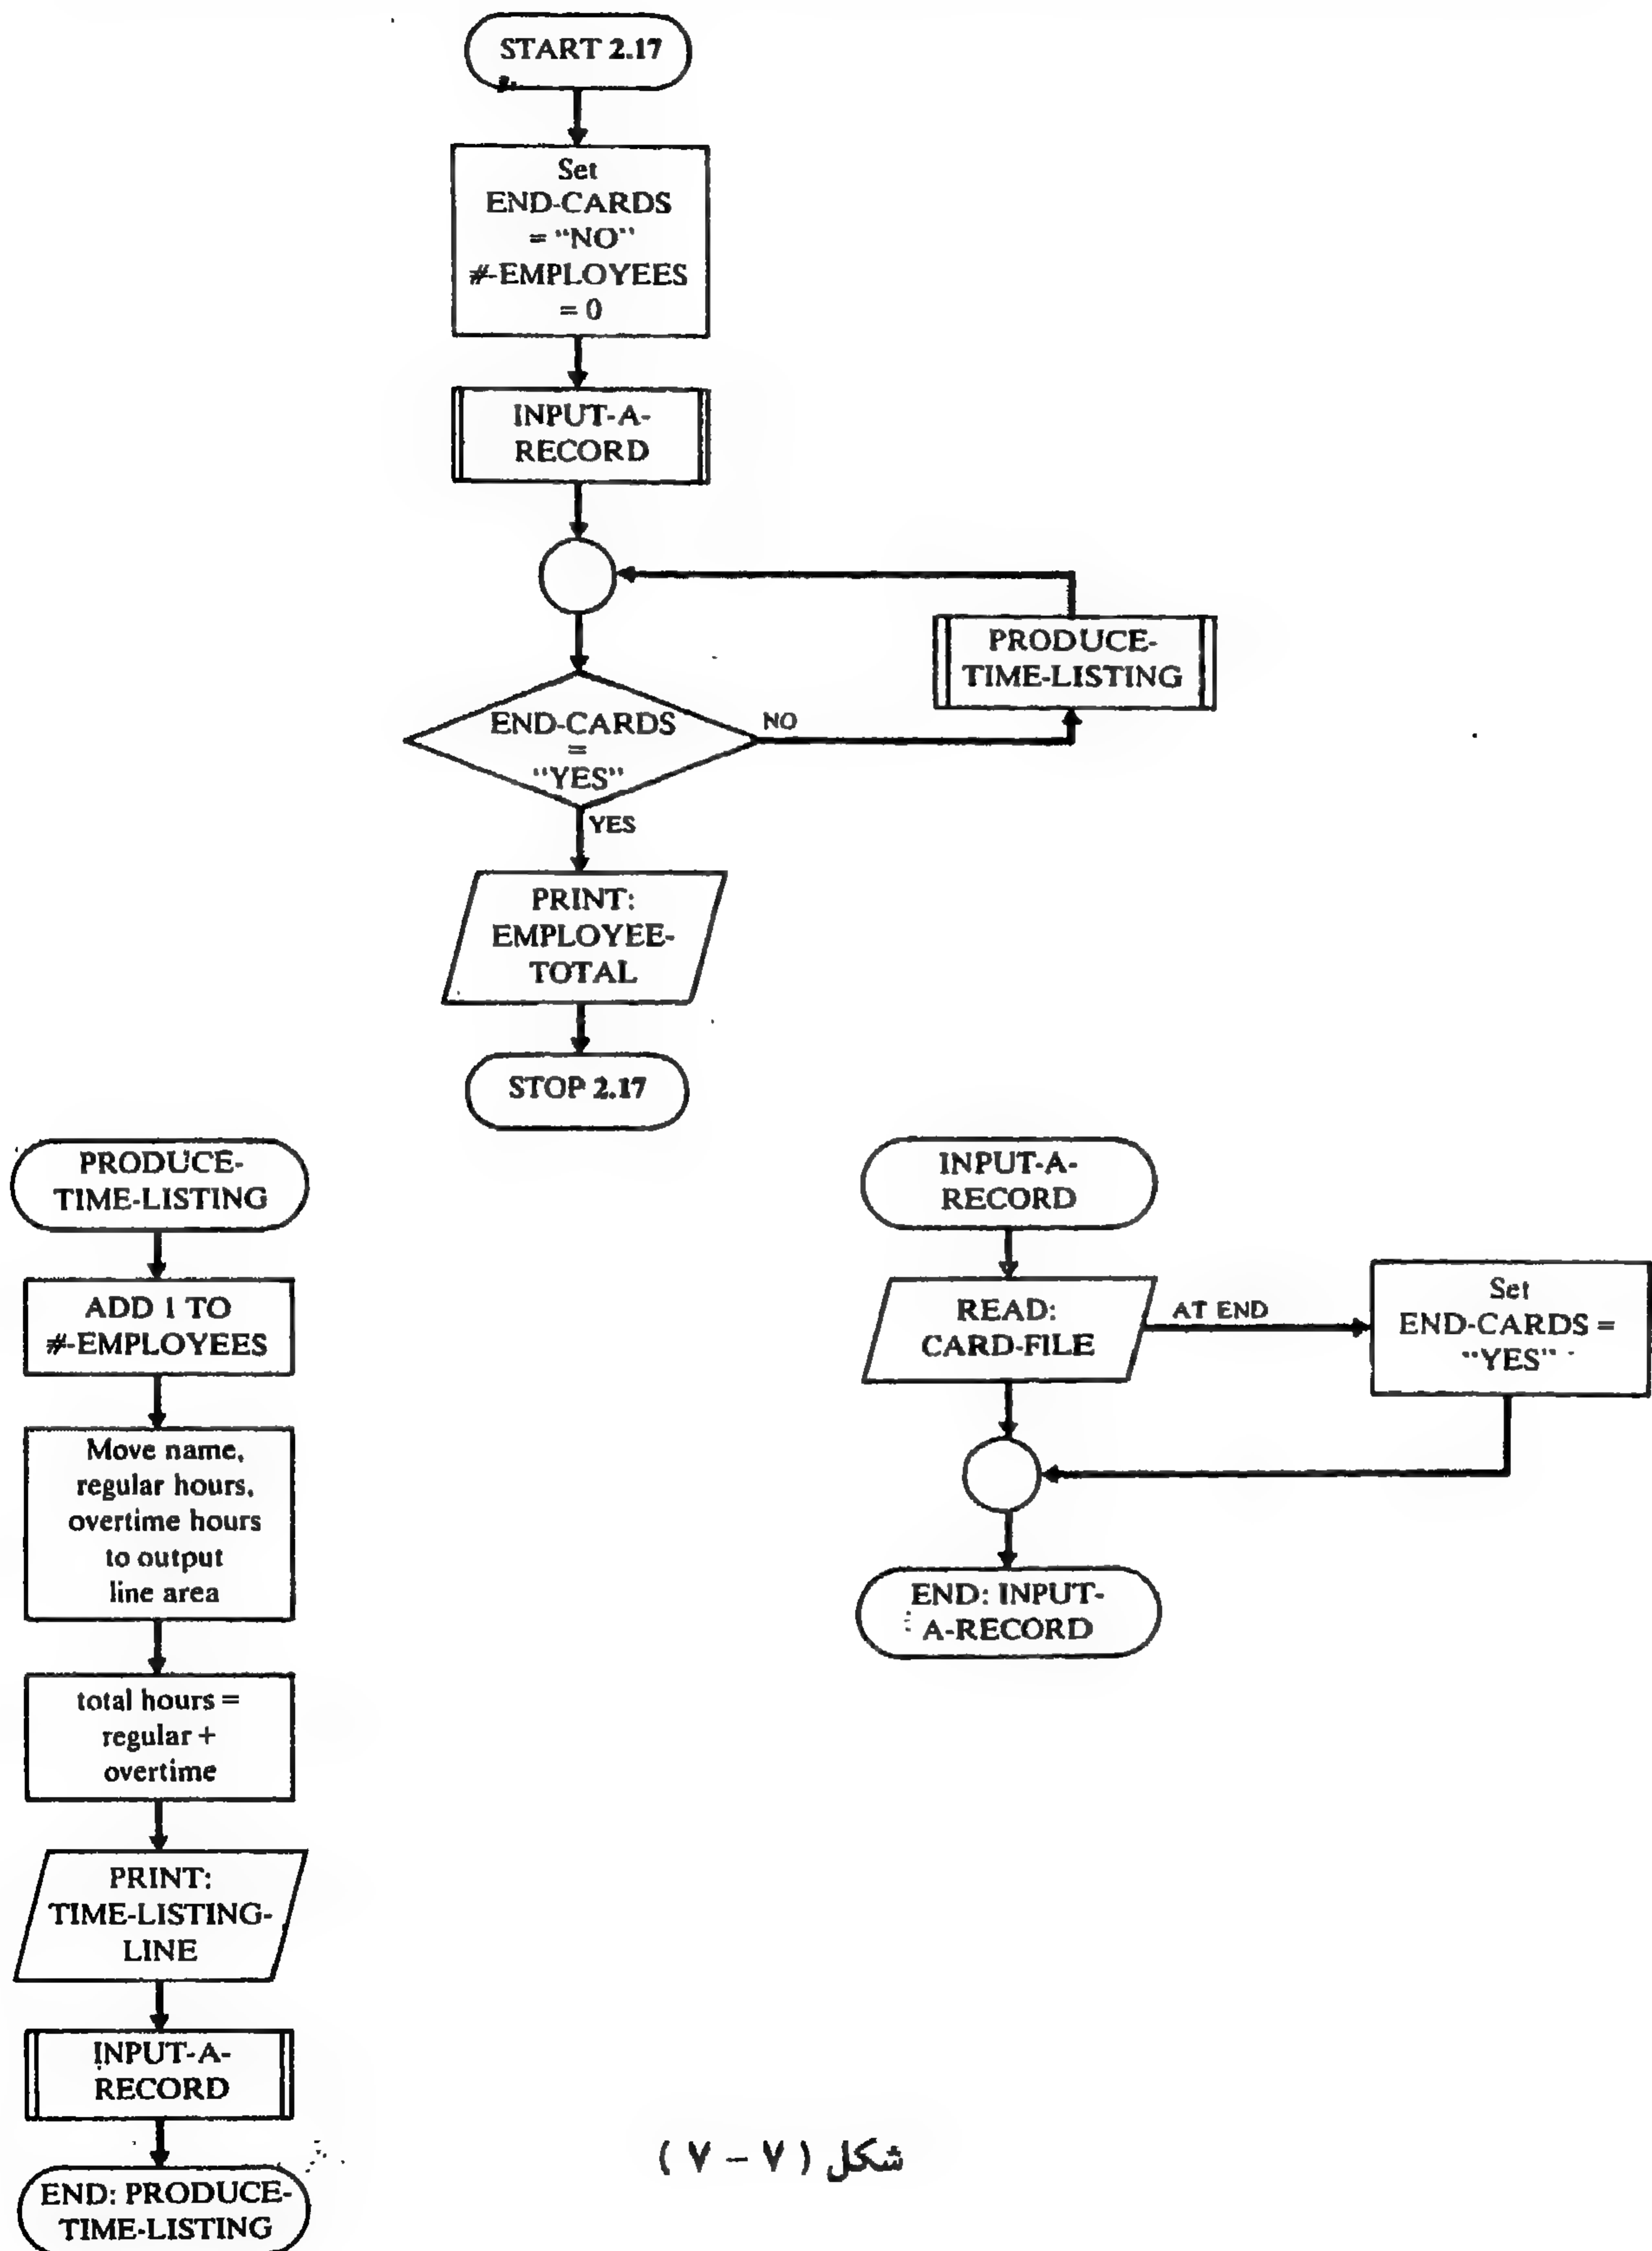 START 2.17
Set
END-CARDS
= "NO"
#-EMPLOYEES
= 0
INPUT-A-
RECORD
PRODUCE-
TIME-LISTING
END-CARDS
=
"YES"
NO
YES
PRINT:
EMPLOYEE-
TOTAL
STOP 2.17
PRODUCE-
TIME-LISTING
ADD 1 TO
#-EMPLOYEES
Move name,
regular hours,
overtime hours
to output
line area
total hours =
regular +
overtime
PRINT:
TIME-LISTING-
LINE
INPUT-A-
RECORD
END: PRODUCE-
TIME-LISTING
INPUT-A-
RECORD
READ:
CARD-FILE
AT END
Set
END-CARDS =
"YES"
END: INPUT-
A-RECORD
شكل ( ٧ – ٧ )